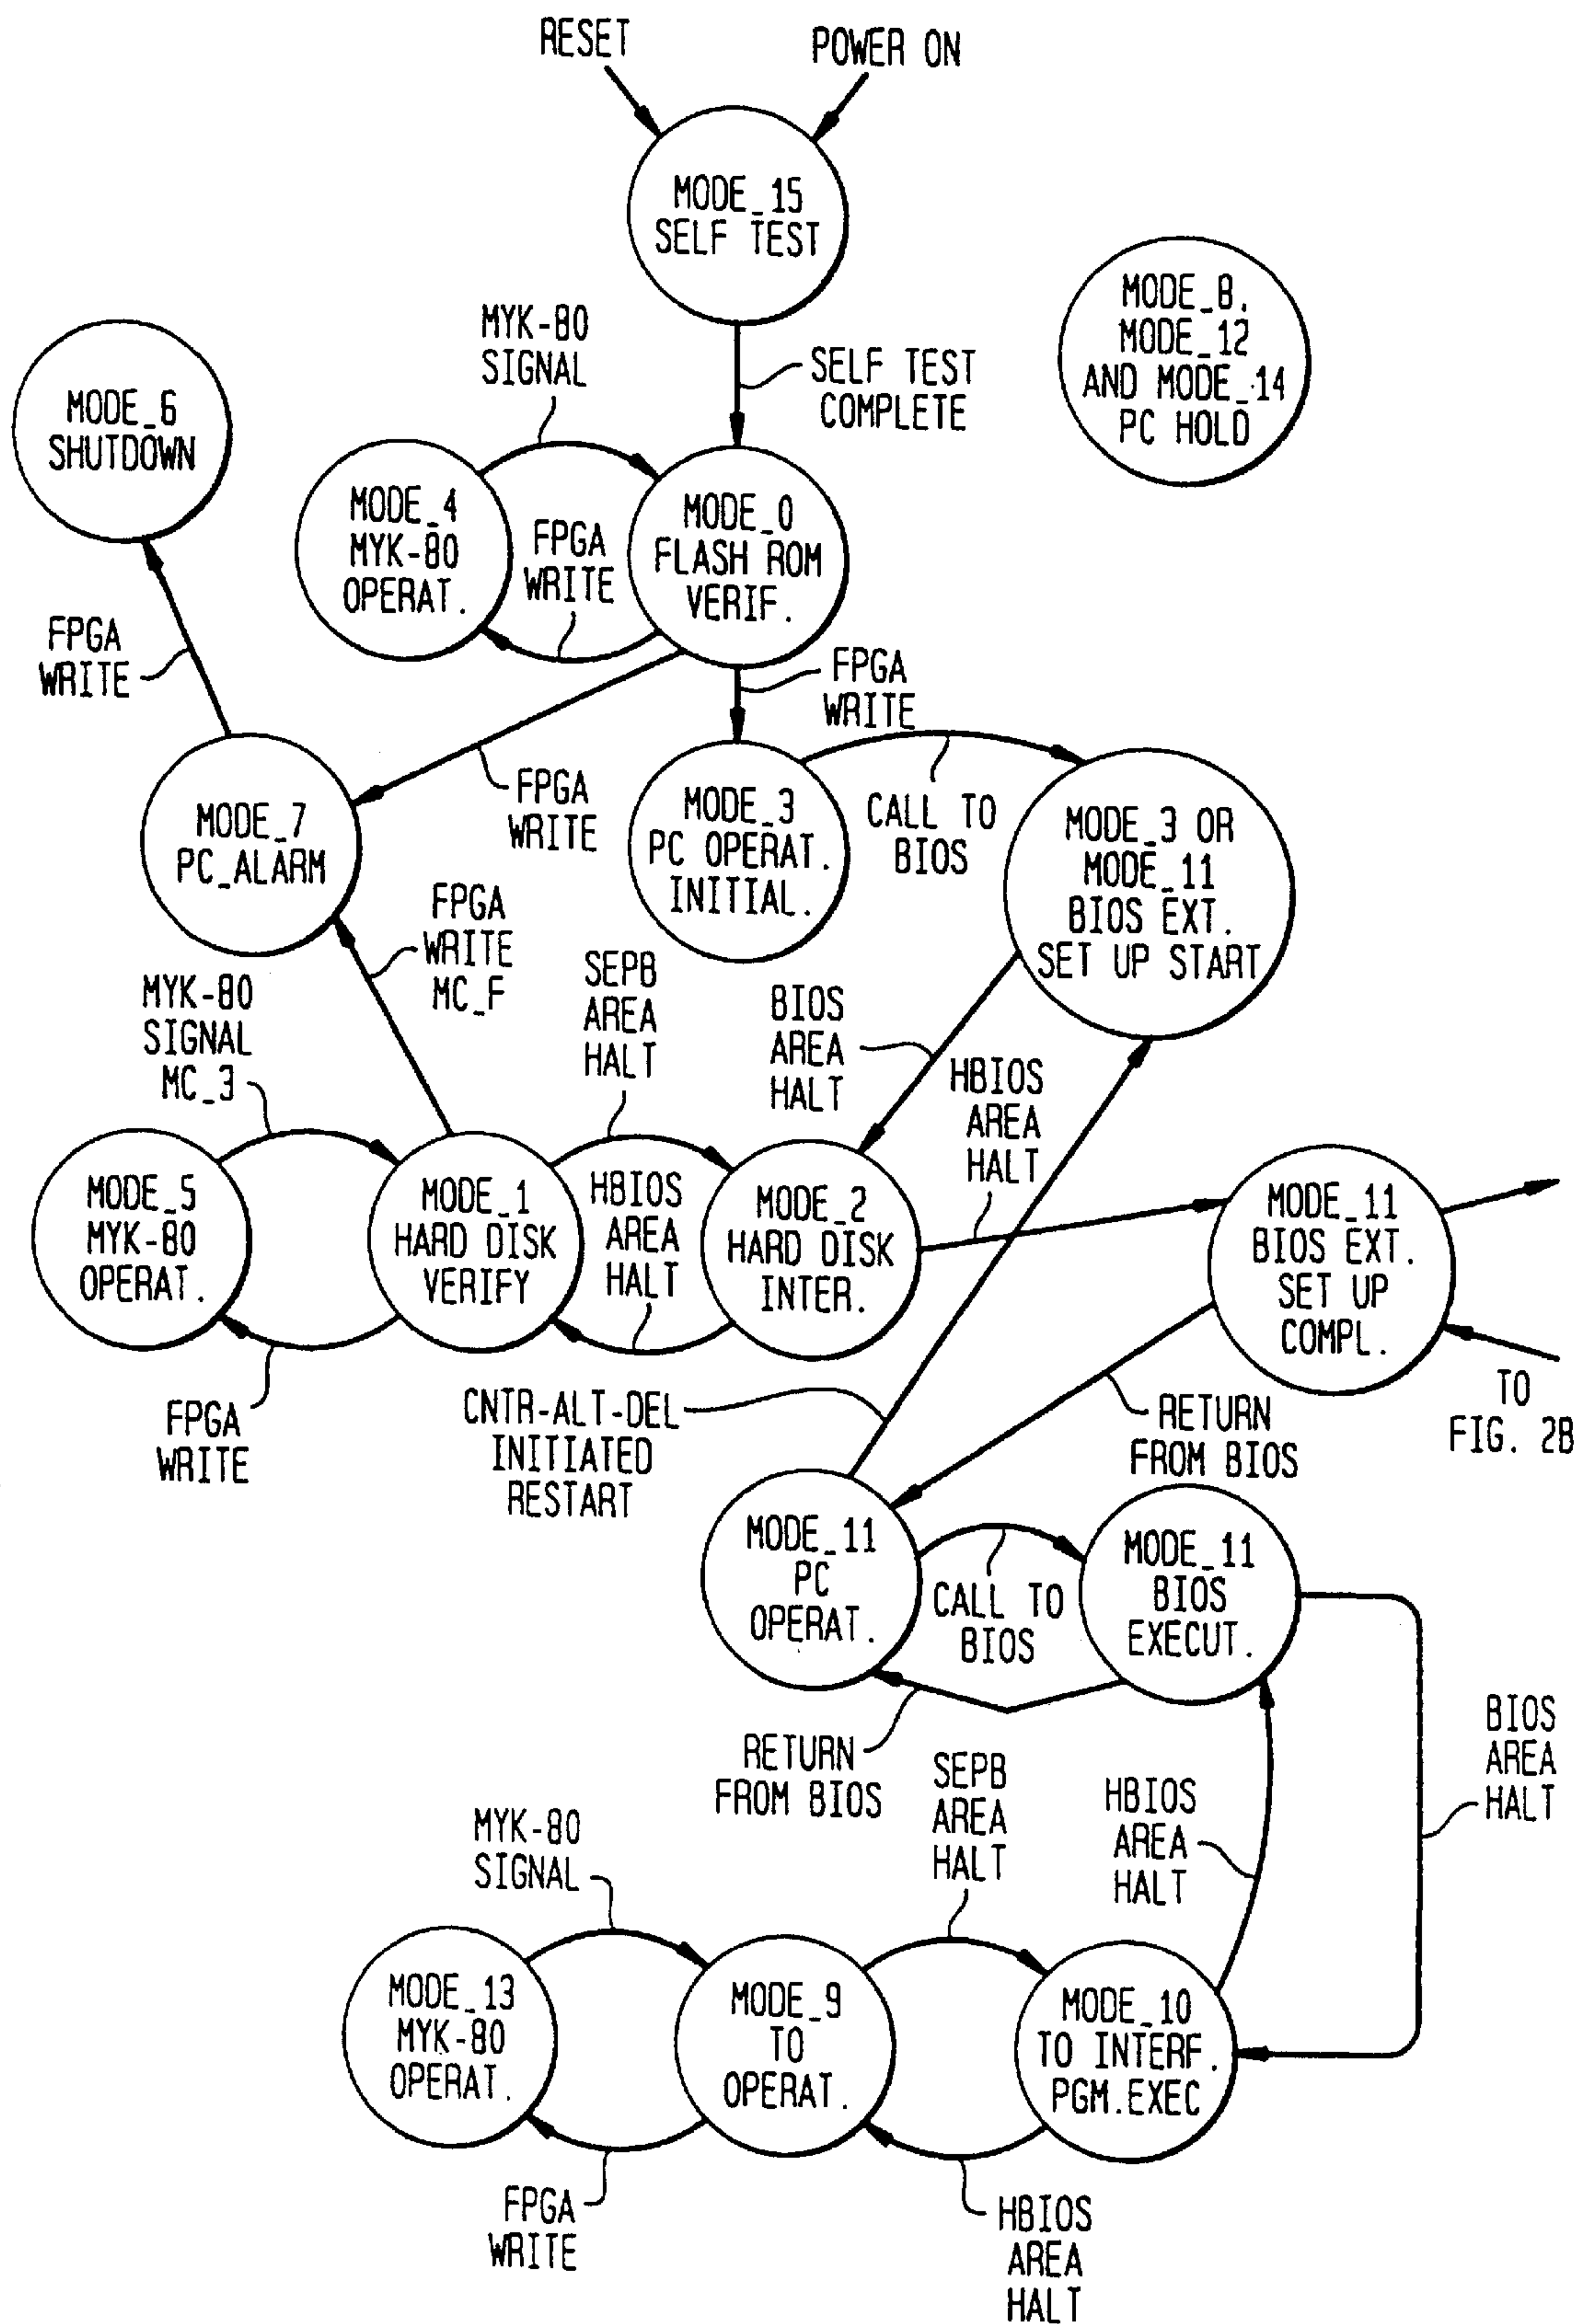 RESET
POWER ON
MODE_15
SELF TEST
MODE_8,
MODE_12
AND MODE_14
PC HOLD
MYK-80
SIGNAL
SELF TEST
COMPLETE
MODE_6
SHUTDOWN
MODE_4
MYK-80
OPERAT.
FPGA
WRITE
MODE_0
FLASH ROM
VERIF.
FPGA
WRITE
FPGA
WRITE
FPGA
WRITE
MODE_7
PC_ALARM
MODE_3
PC OPERAT.
INITIAL.
CALL TO
BIOS
MODE_3 OR
MODE_11
BIOS EXT.
SET UP START
FPGA
WRITE
MC_F
MYK-80
SIGNAL
MC_3
SEPB
AREA
HALT
BIOS
AREA
HALT
HBIOS
AREA
HALT
MODE_5
MYK-80
OPERAT.
MODE_1
HARD DISK
VERIFY
HBIOS
AREA
HALT
MODE_2
HARD DISK
INTER.
MODE_11
BIOS EXT.
SET UP
COMPL.
FPGA
WRITE
CNTR-ALT-DEL
INITIATED
RESTART
RETURN
FROM BIOS
TO
FIG. 2B
MODE_11
PC
OPERAT.
CALL TO
BIOS
MODE_11
BIOS
EXECUT.
RETURN
FROM BIOS
SEPB
AREA
HALT
HBIOS
AREA
HALT
BIOS
AREA
HALT
MYK-80
SIGNAL
MODE_13
MYK-80
OPERAT.
MODE_9
TO
OPERAT.
MODE_10
TO INTERF.
PGM.EXEC
FPGA
WRITE
HBIOS
AREA
HALT